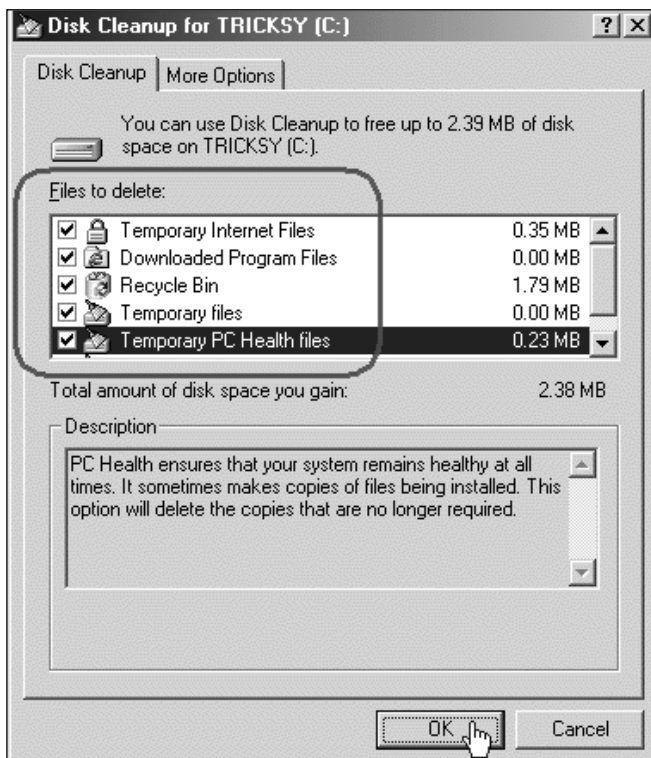 Disk Cleanup for TRICKSY (C:)
Disk Cleanup More Options
You can use Disk Cleanup to free up to 2.39 MB of disk
space on TRICKSY (C:).
Files to delete:
Temporary Internet Files 0.35 MB
Downloaded Program Files 0.00 MB
Recycle Bin 1.79 MB
Temporary files 0.00 MB
Temporary PC Health files 0.23 MB
Total amount of disk space you gain: 2.38 MB
Description
PC Health ensures that your system remains healthy at all
times. It sometimes makes copies of files being installed. This
option will delete the copies that are no longer required.
OK Cancel